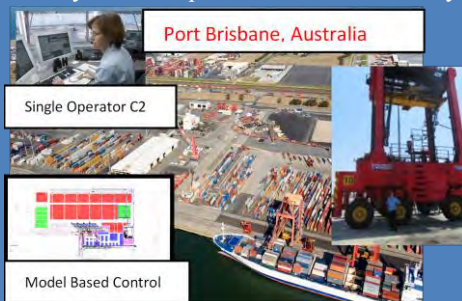 Port Brisbane, Australia
Single Operator C2
Model Based Control